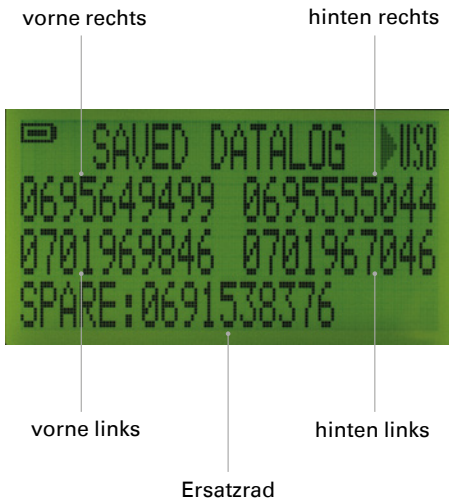 vorne rechts hinten rechts
SAVED DATALOG USB
0695649499 0695555044
0701969846 0701967046
SPARE:0691538376
vorne links hinten links
Ersatzrad